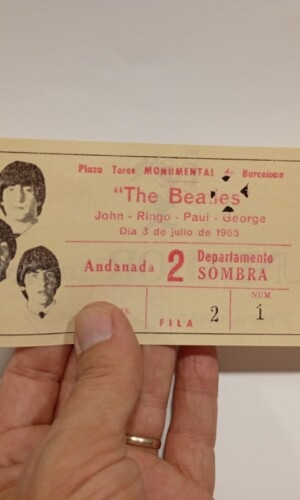 Plaza Toros MONUMENTAL de Barcelona
"The Beatles"
John - Ringo - Paul - George
Dia 3 de julio de 1965
Andanada 2 Departamento
SOMBRA
FILA 2
NUM
1